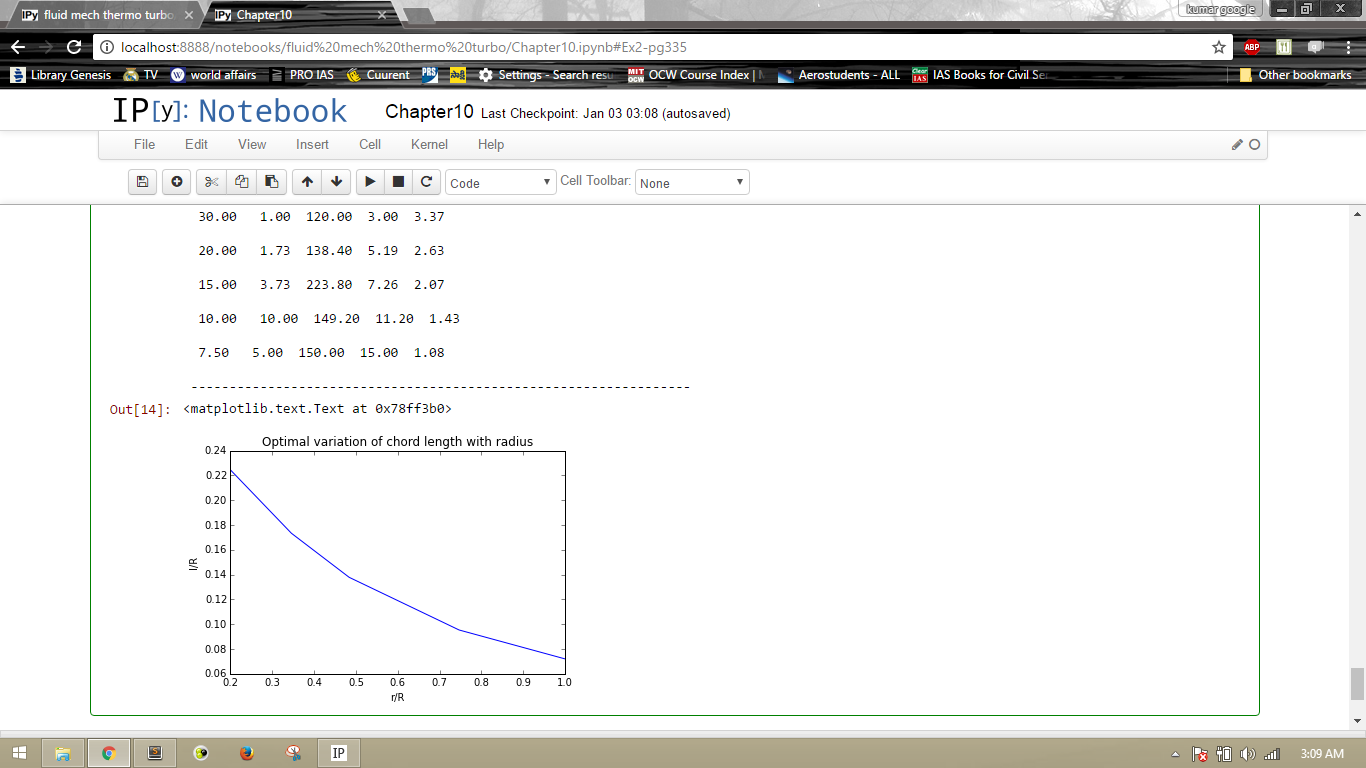 fluid mech thermo turbo
Chapter10
kumar google
localhost:8888/notebooks/fluid%20mech%20thermo%20turbo/Chapter10.ipynb#Ex2-pg335
ABP
Library Genesis TV world affairs PRO IAS Cuurent PBS Settings - Search resu MIT OCW OCW Course Index | Aerostudents - ALL Clear IAS IAS Books for Civil Se Other bookmarks
IP[y]: Notebook Chapter10 Last Checkpoint: Jan 03 03:08 (autosaved)
File Edit View Insert Cell Kernel Help
Code Cell Toolbar: None
30.00 1.00 120.00 3.00 3.37
20.00 1.73 138.40 5.19 2.63
15.00 3.73 223.80 7.26 2.07
10.00 10.00 149.20 11.20 1.43
7.50 5.00 150.00 15.00 1.08
-----------------------------------------------------------------
Out[14]: <matplotlib.text.Text at 0x78ff3b0>
Optimal variation of chord length with radius
0.24
0.22
0.20
0.18
0.16
0.14
0.12
0.10
0.08
0.06
l/R
0.2 0.3 0.4 0.5 0.6 0.7 0.8 0.9 1.0
r/R
IP 3:09 AM